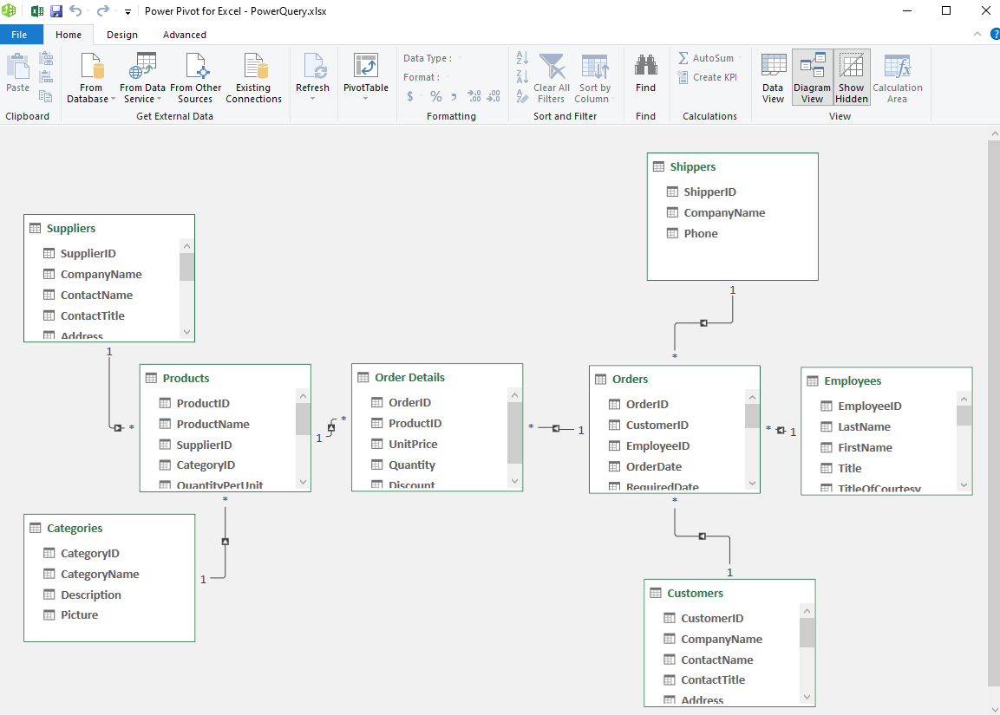 Power Pivot for Excel - PowerQuery.xlsx
File Home Design Advanced
Paste
Clipboard
From Database
From Data Service
From Other Sources
Existing Connections
Get External Data
Refresh
PivotTable
Data Type :
Format :
$ % ,
.00
.00
Formatting
Clear All Filters
Sort by Column
Sort and Filter
Find
Find
AutoSum
Create KPI
Calculations
Data View
Diagram View
Show Hidden
Calculation Area
View
Shippers
ShipperID
CompanyName
Phone
1
*
Suppliers
SupplierID
CompanyName
ContactName
ContactTitle
Address
1
*
Products
ProductID
ProductName
SupplierID
CategoryID
QuantityPerUnit
1
*
Order Details
OrderID
ProductID
UnitPrice
Quantity
Discount
*
1
Orders
OrderID
CustomerID
EmployeeID
OrderDate
RequiredDate
*
1
Employees
EmployeeID
LastName
FirstName
Title
TitleOfCourtesy
*
1
Categories
CategoryID
CategoryName
Description
Picture
*
1
Customers
CustomerID
CompanyName
ContactName
ContactTitle
Address